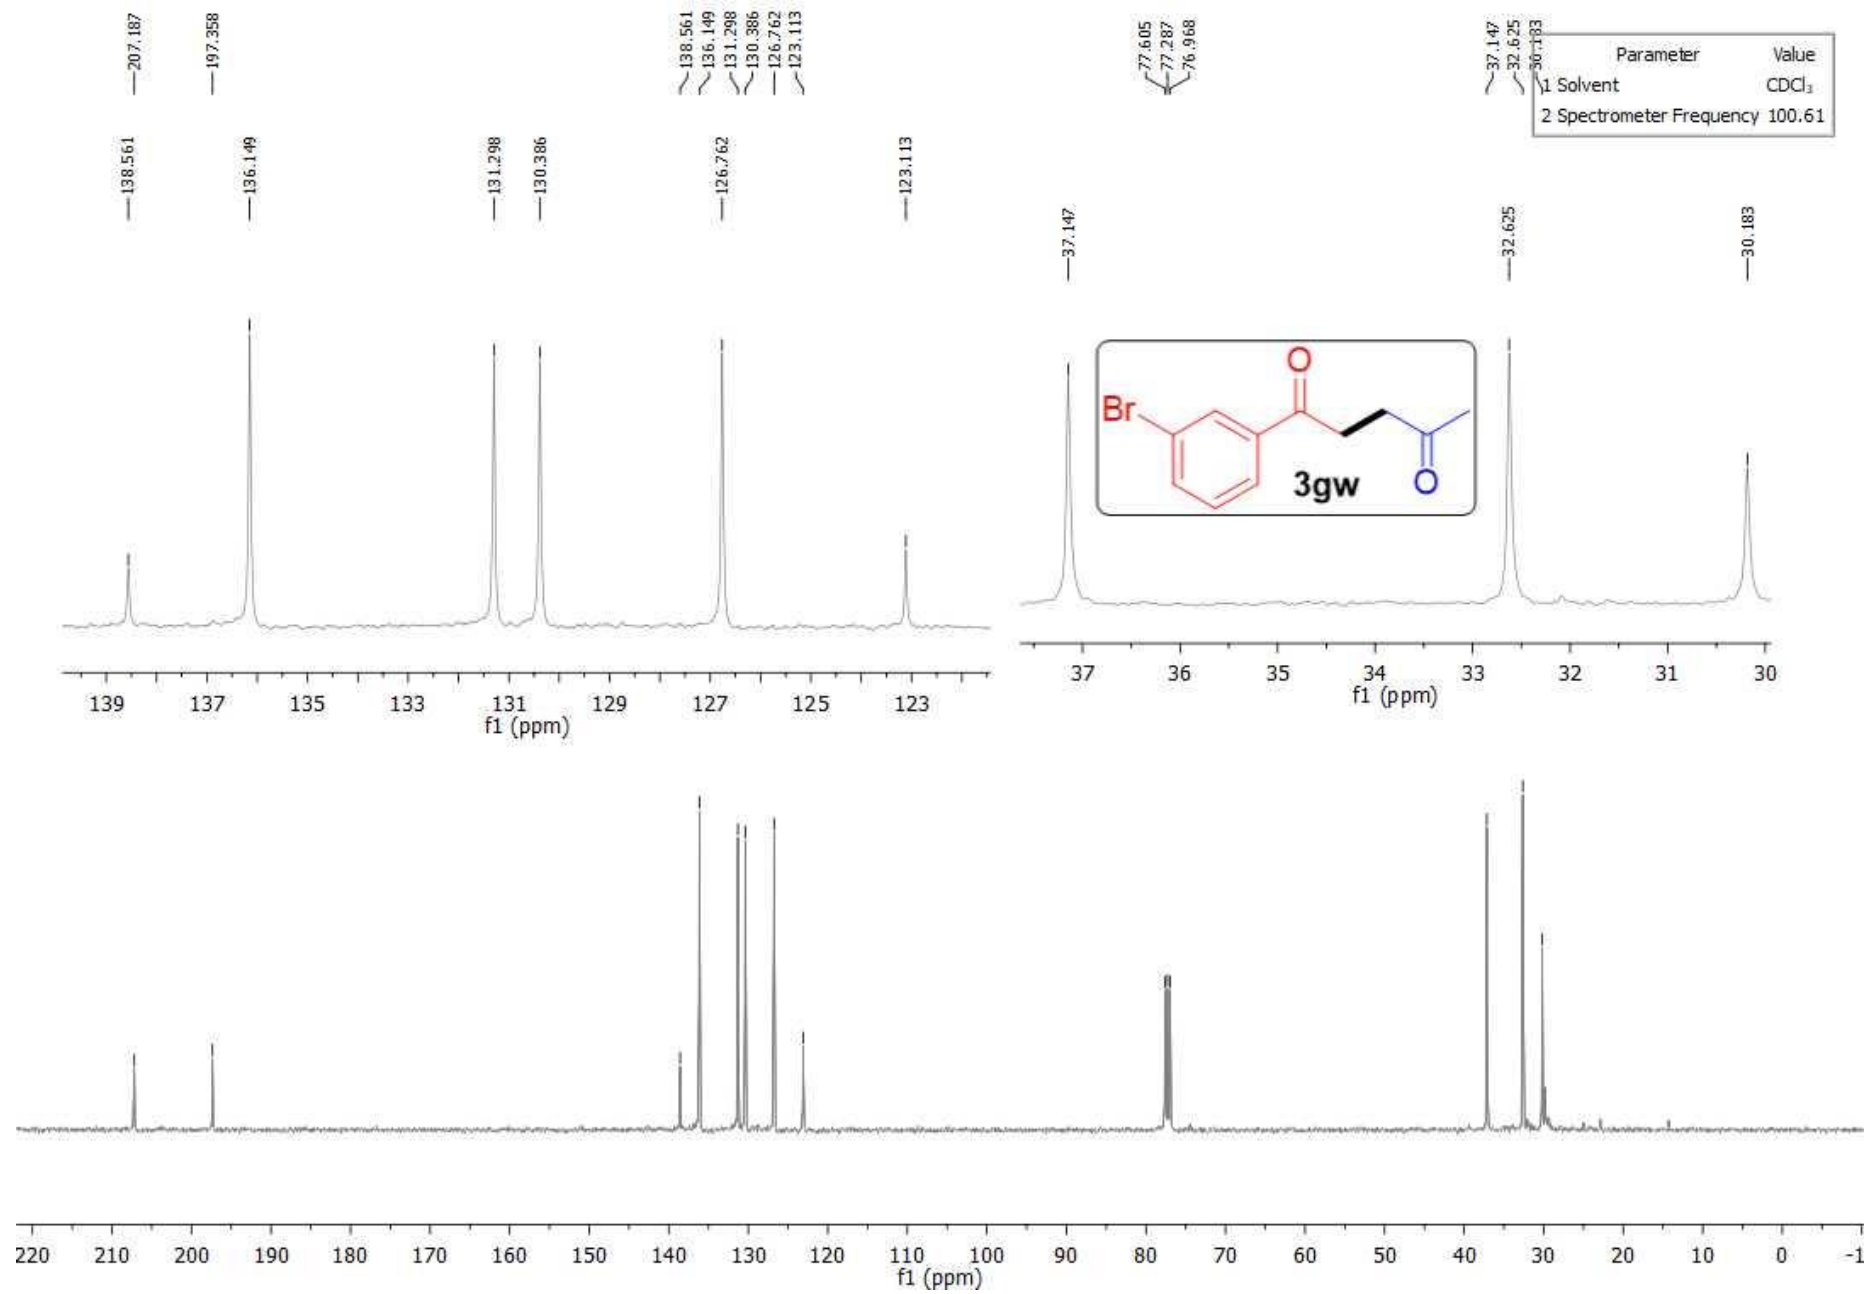 207.187
197.358
138.561
136.149
131.298
130.386
126.762
123.113
77.605
77.287
76.968
37.147
32.625
30.183
Parameter Value
1 Solvent CDCl₃
2 Spectrometer Frequency 100.61
138.561
136.149
131.298
130.386
126.762
123.113
37.147
32.625
30.183
O
Br
3gw
O
139 137 135 133 131 129 127 125 123
f1 (ppm)
37 36 35 34 33 32 31 30
f1 (ppm)
220 210 200 190 180 170 160 150 140 130 120 110 100 90 80 70 60 50 40 30 20 10 0 -1
f1 (ppm)